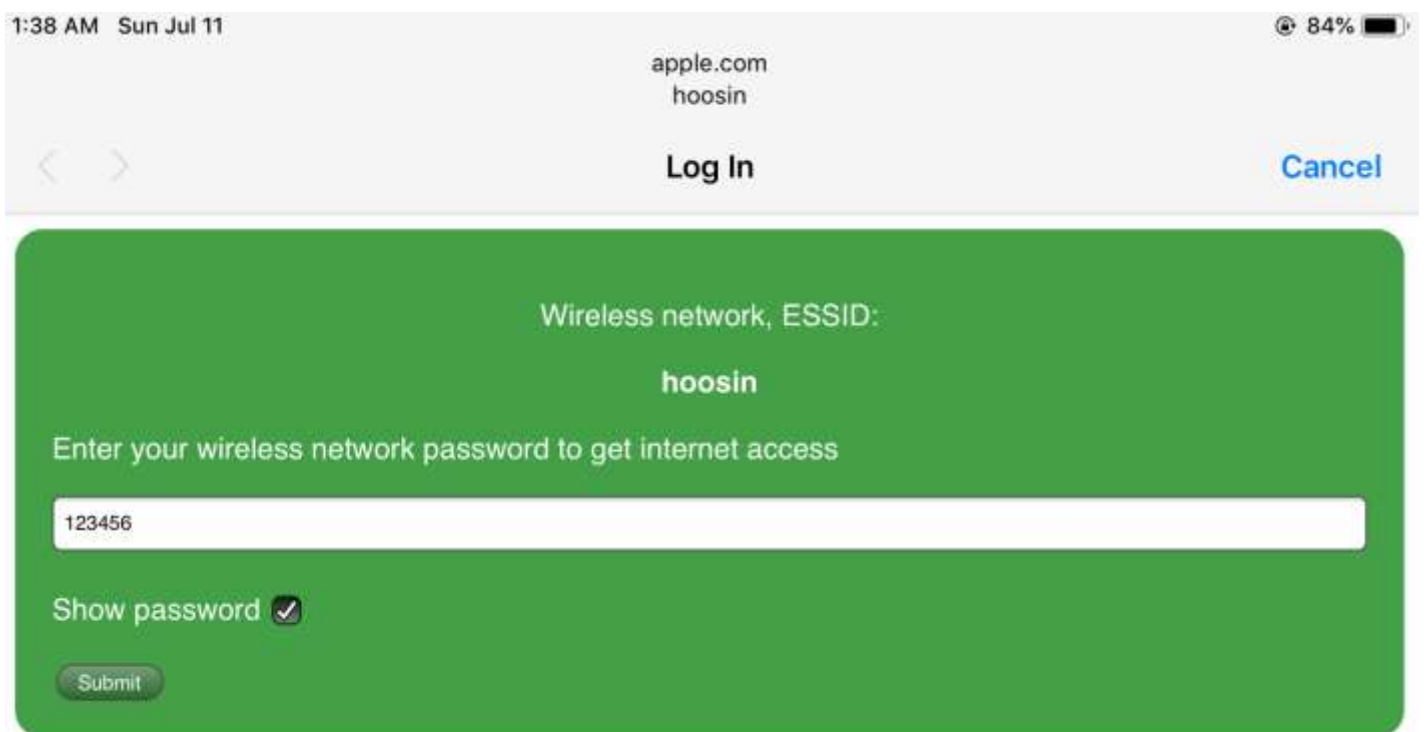 1:38 AM Sun Jul 11 84%
apple.com
hoosin
Log In Cancel
Wireless network, ESSID:
hoosin
Enter your wireless network password to get internet access
123456
Show password
Submit